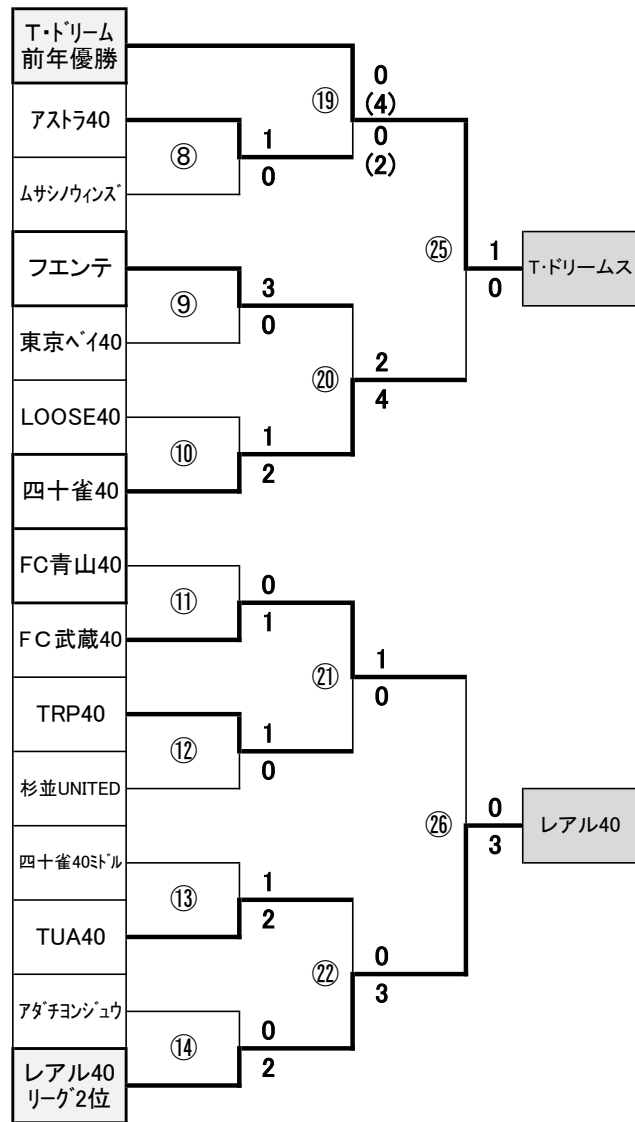 T・ドリーム
前年優勝
アストラ40
ムサシノウィンズ
フエンテ
東京ベイ40
LOOSE40
四十雀40
FC青山40
FC武蔵40
TRP40
杉並UNITED
四十雀40ミドル
TUA40
アダチヨンジュウ
レアル40
リーグ2位
⑧
1
0
⑨
3
0
⑩
1
2
⑪
0
1
⑫
1
0
⑬
1
2
⑭
0
2
⑲
0
(4)
0
(2)
⑳
2
4
㉑
1
0
㉒
0
3
㉕
1
0
㉖
0
3
T・ドリームス
レアル40